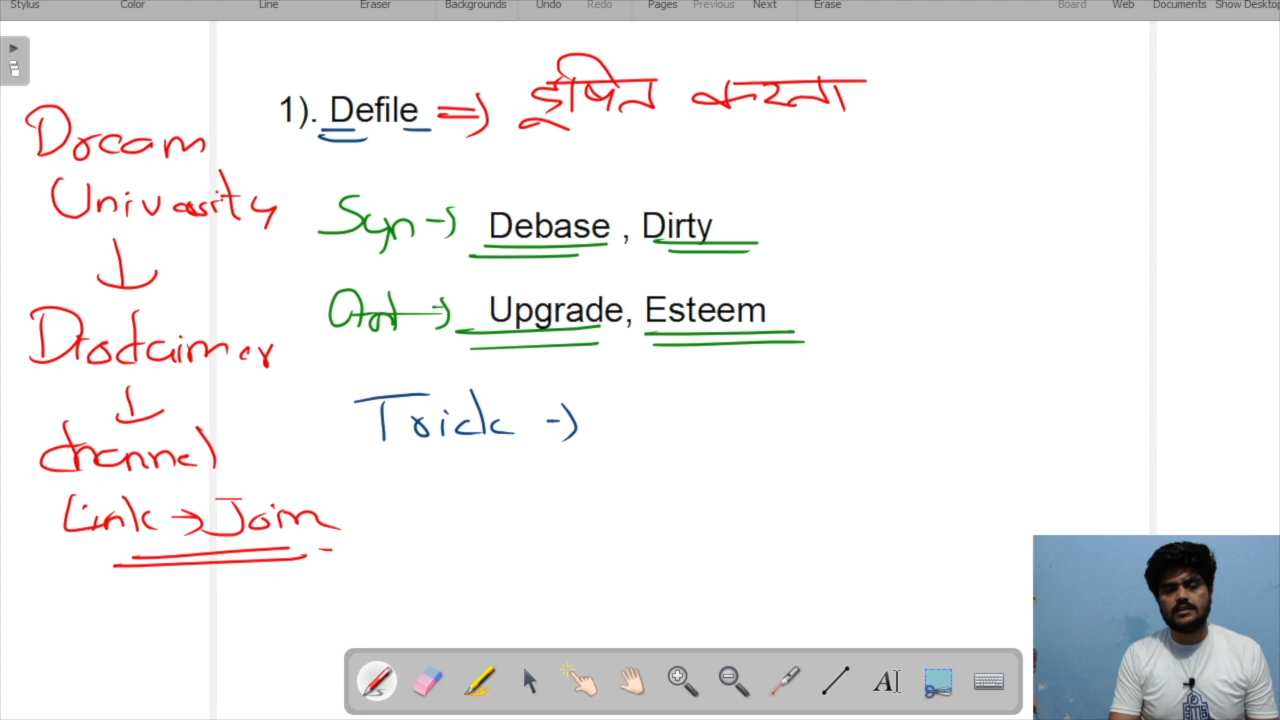 Stylus Color Line Eraser Backgrounds Undo Redo Pages Previous Next Erase Board Web Documents Show Desktop
1). Defile => दूषित करना
Syn → Debase , Dirty
Ant → Upgrade, Esteem
Trick →
Dream
University
↓
Disclaimer
↓
channel
Link → Join